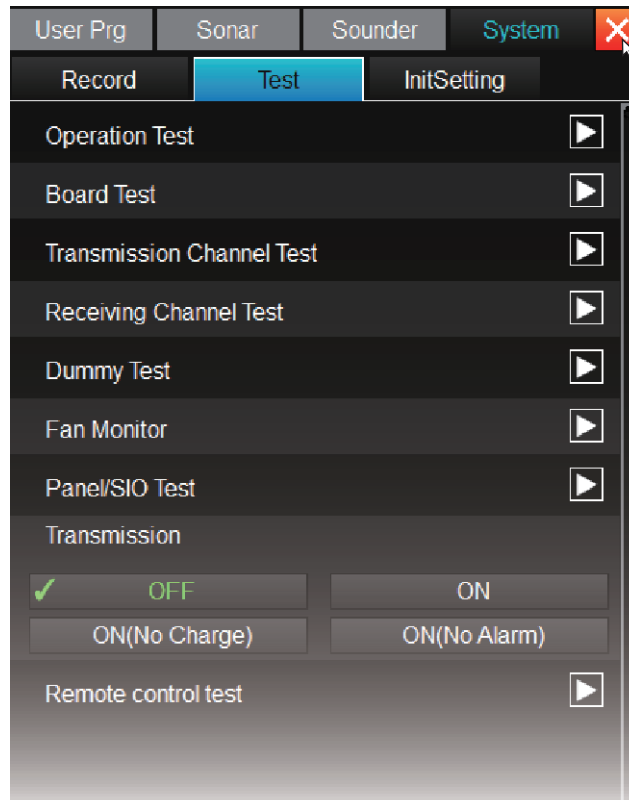 User Prg Sonar Sounder System
Record Test InitSetting
Operation Test
Board Test
Transmission Channel Test
Receiving Channel Test
Dummy Test
Fan Monitor
Panel/SIO Test
Transmission
OFF ON
ON(No Charge) ON(No Alarm)
Remote control test